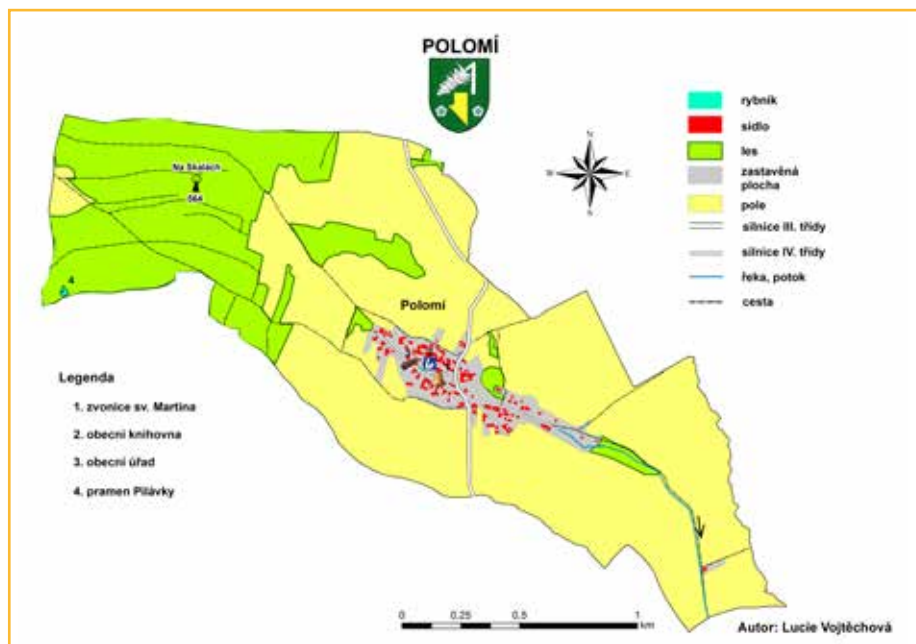 POLOMÍ
rybník
sídlo
les
zastavěná
plocha
pole
silnice III. třídy
silnice IV. třídy
řeka, potok
cesta
N
W
E
S
Na Skalách
564
4
Polomí
Legenda
1. zvonice sv. Martina
2. obecní knihovna
3. obecní úřad
4. pramen Pilávky
0 0,25 0,5 1
km
Autor: Lucie Vojtěchová